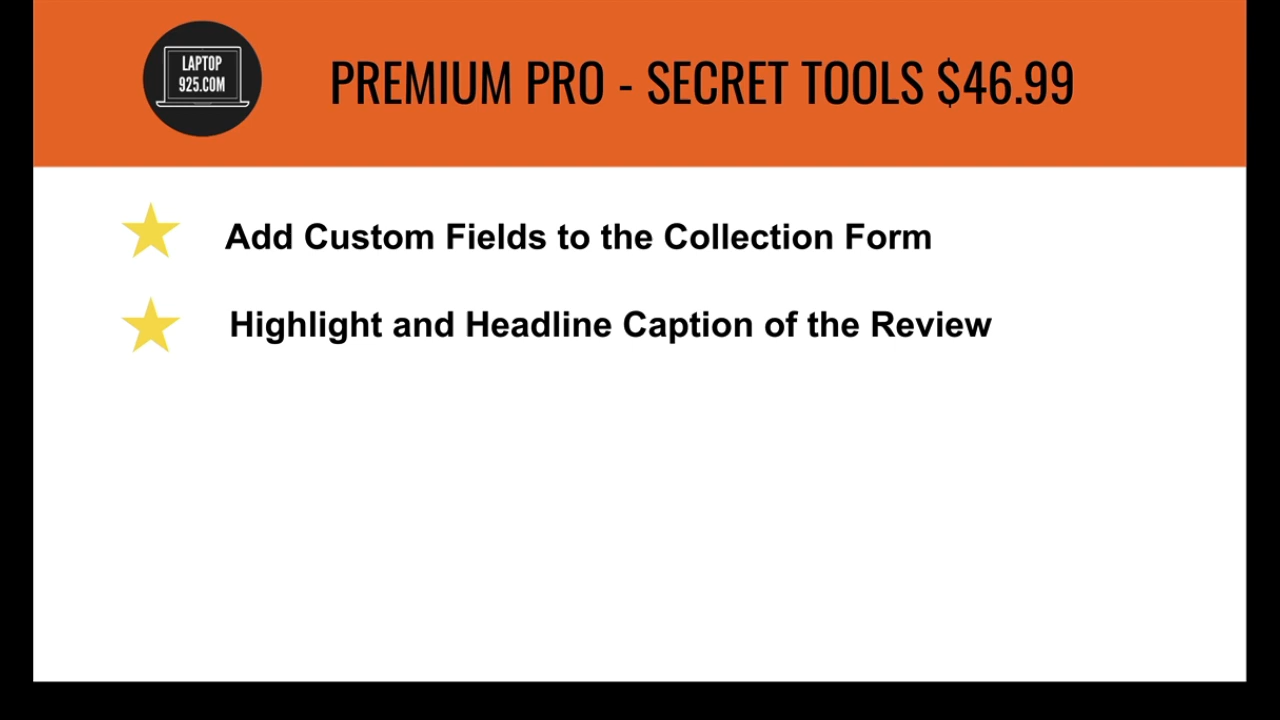 LAPTOP
925.COM
PREMIUM PRO - SECRET TOOLS $46.99
Add Custom Fields to the Collection Form
Highlight and Headline Caption of the Review